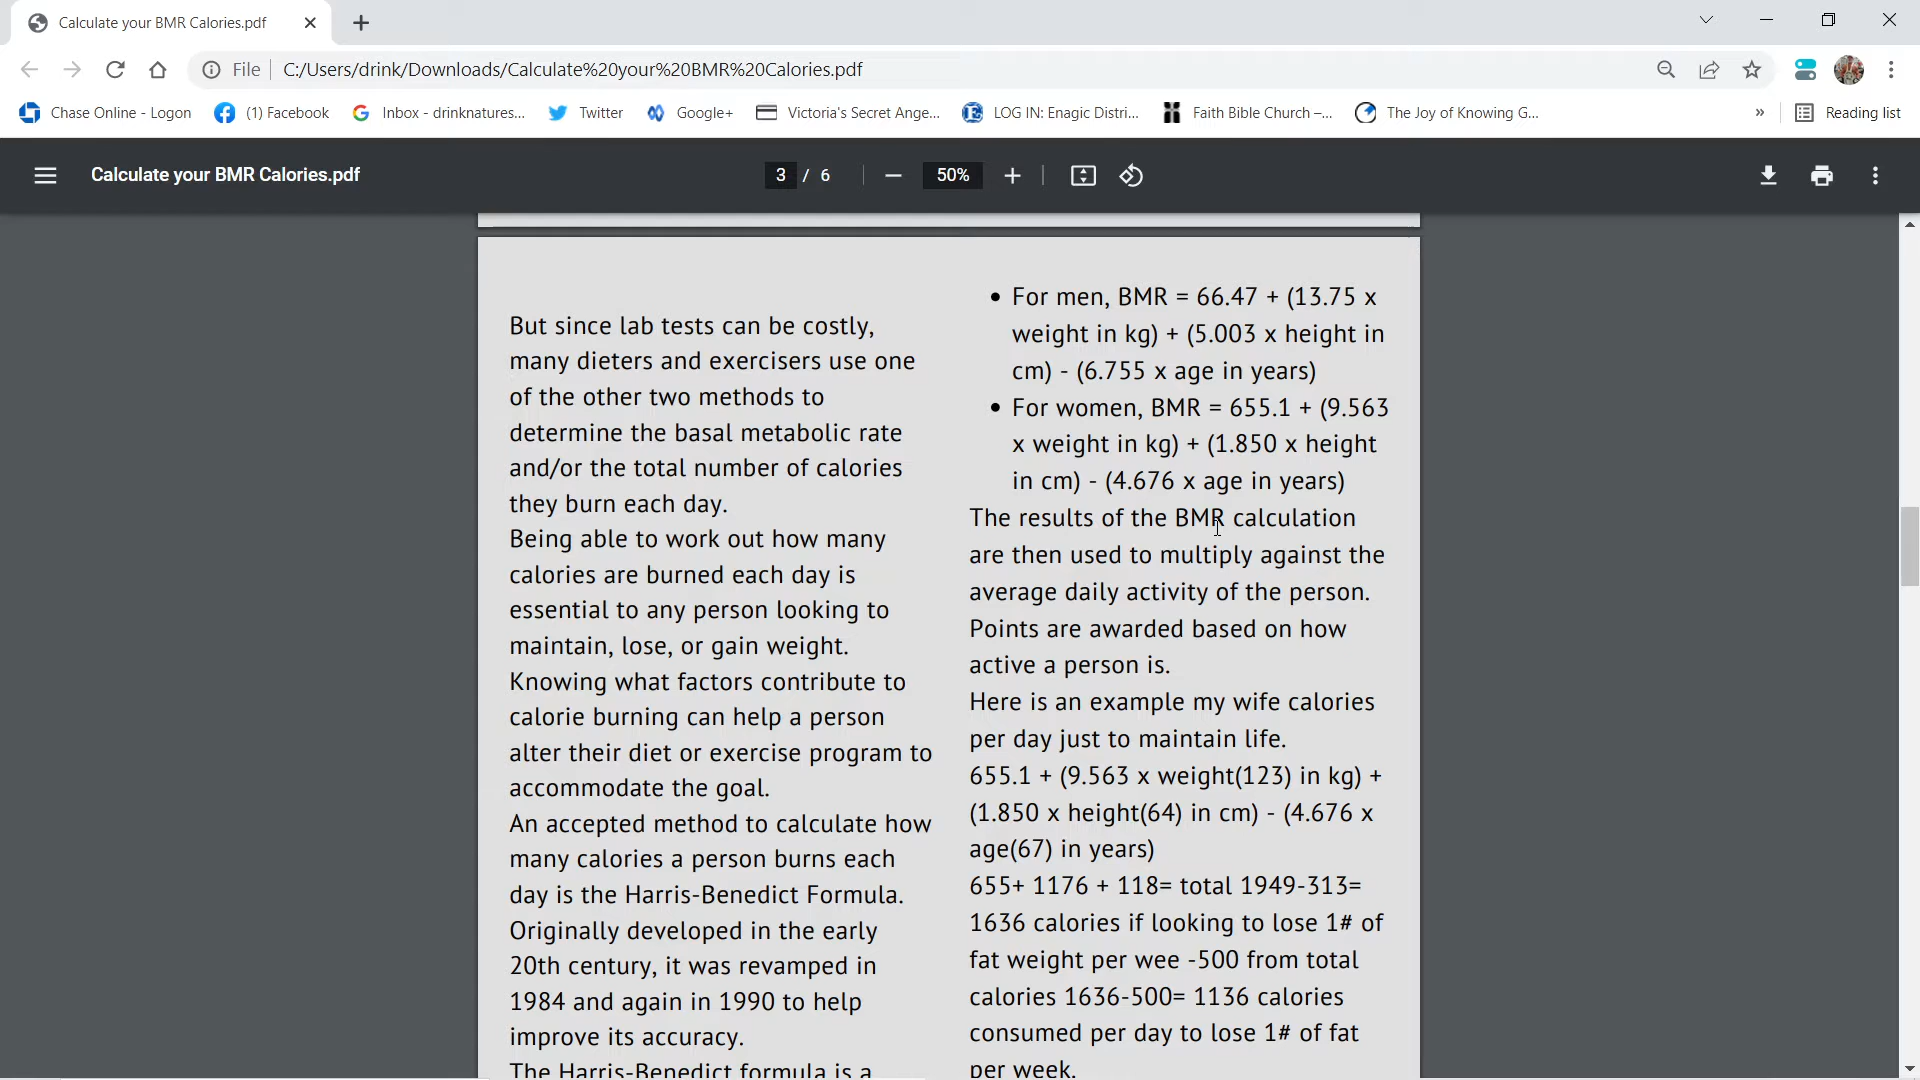 Calculate your BMR Calories.pdf
File
C:/Users/drink/Downloads/Calculate%20your%20BMR%20Calories.pdf
Chase Online - Logon
(1) Facebook
Inbox - drinknatures...
Twitter
Google+
Victoria's Secret Ange...
LOG IN: Enagic Distri...
Faith Bible Church –...
The Joy of Knowing G...
»
Reading list
Calculate your BMR Calories.pdf
3 / 6
50%
But since lab tests can be costly,
many dieters and exercisers use one
of the other two methods to
determine the basal metabolic rate
and/or the total number of calories
they burn each day.
Being able to work out how many
calories are burned each day is
essential to any person looking to
maintain, lose, or gain weight.
Knowing what factors contribute to
calorie burning can help a person
alter their diet or exercise program to
accommodate the goal.
An accepted method to calculate how
many calories a person burns each
day is the Harris-Benedict Formula.
Originally developed in the early
20th century, it was revamped in
1984 and again in 1990 to help
improve its accuracy.
The Harris-Benedict formula is a
• For men, BMR = 66.47 + (13.75 x
weight in kg) + (5.003 x height in
cm) - (6.755 x age in years)
• For women, BMR = 655.1 + (9.563
x weight in kg) + (1.850 x height
in cm) - (4.676 x age in years)
The results of the BMR calculation
are then used to multiply against the
average daily activity of the person.
Points are awarded based on how
active a person is.
Here is an example my wife calories
per day just to maintain life.
655.1 + (9.563 x weight(123) in kg) +
(1.850 x height(64) in cm) - (4.676 x
age(67) in years)
655+ 1176 + 118= total 1949-313=
1636 calories if looking to lose 1# of
fat weight per wee -500 from total
calories 1636-500= 1136 calories
consumed per day to lose 1# of fat
per week.